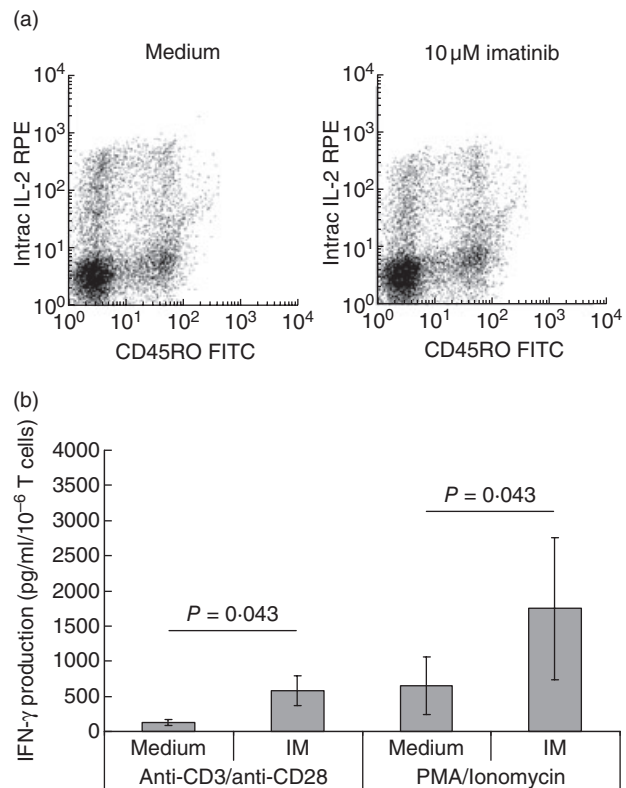 (a)
Medium
10 µM imatinib
Intrac IL-2 RPE
10⁴
10³
10²
10¹
10⁰
10⁰ 10¹ 10² 10³ 10⁴
CD45RO FITC
Intrac IL-2 RPE
10⁴
10³
10²
10¹
10⁰
10⁰ 10¹ 10² 10³ 10⁴
CD45RO FITC
(b)
IFN-γ production (pg/ml/10⁻⁶ T cells)
4000
3500
3000
2500
2000
1500
1000
500
0
P = 0·043
P = 0·043
Medium IM Medium IM
Anti-CD3/anti-CD28 PMA/Ionomycin